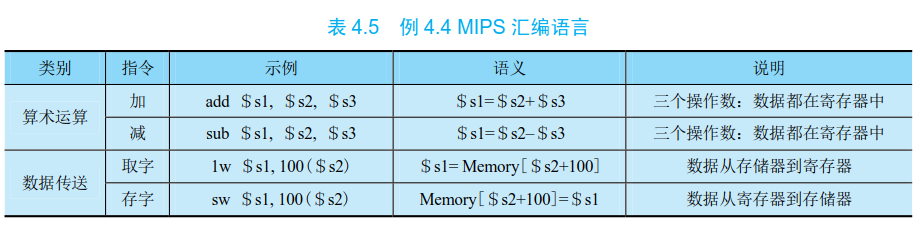 表 4.5 例 4.4 MIPS 汇编语言
类别 指令 示例 语义 说明
算术运算 加 add $s1, $s2, $s3 $s1=$s2+$s3 三个操作数：数据都在寄存器中
减 sub $s1, $s2, $s3 $s1=$s2–$s3 三个操作数：数据都在寄存器中
数据传送 取字 1w $s1, 100($s2) $s1= Memory[$s2+100] 数据从存储器到寄存器
存字 sw $s1, 100($s2) Memory[$s2+100]=$s1 数据从寄存器到存储器